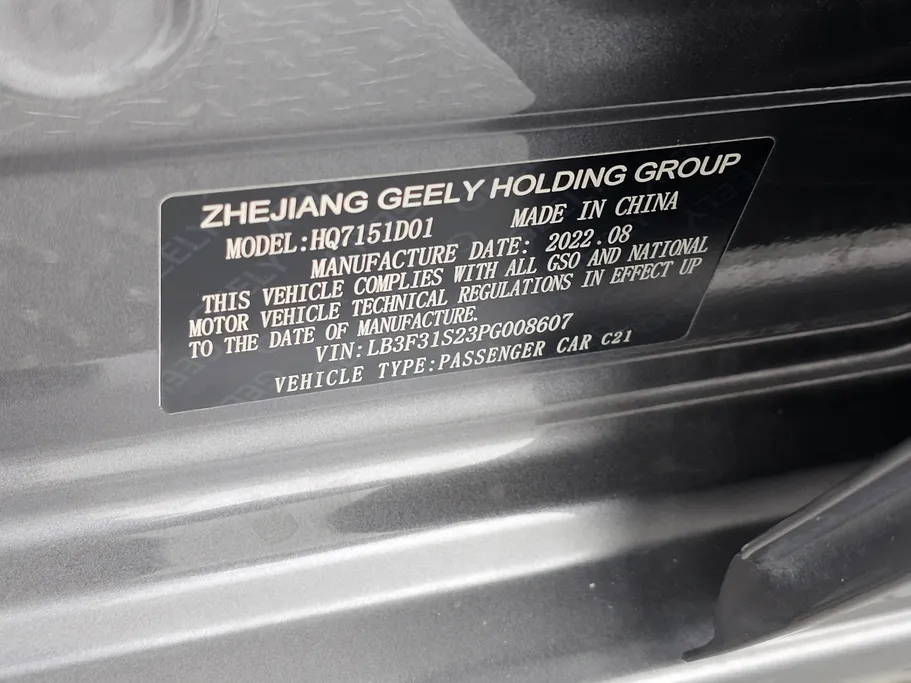 ZHEJIANG GEELY HOLDING GROUP
MODEL:HQ7151D01 MADE IN CHINA
MANUFACTURE DATE: 2022.08
THIS VEHICLE COMPLIES WITH ALL GSO AND NATIONAL
MOTOR VEHICLE TECHNICAL REGULATIONS IN EFFECT UP
TO THE DATE OF MANUFACTURE.
VIN:LB3F31S23PG008607
VEHICLE TYPE:PASSENGER CAR C21